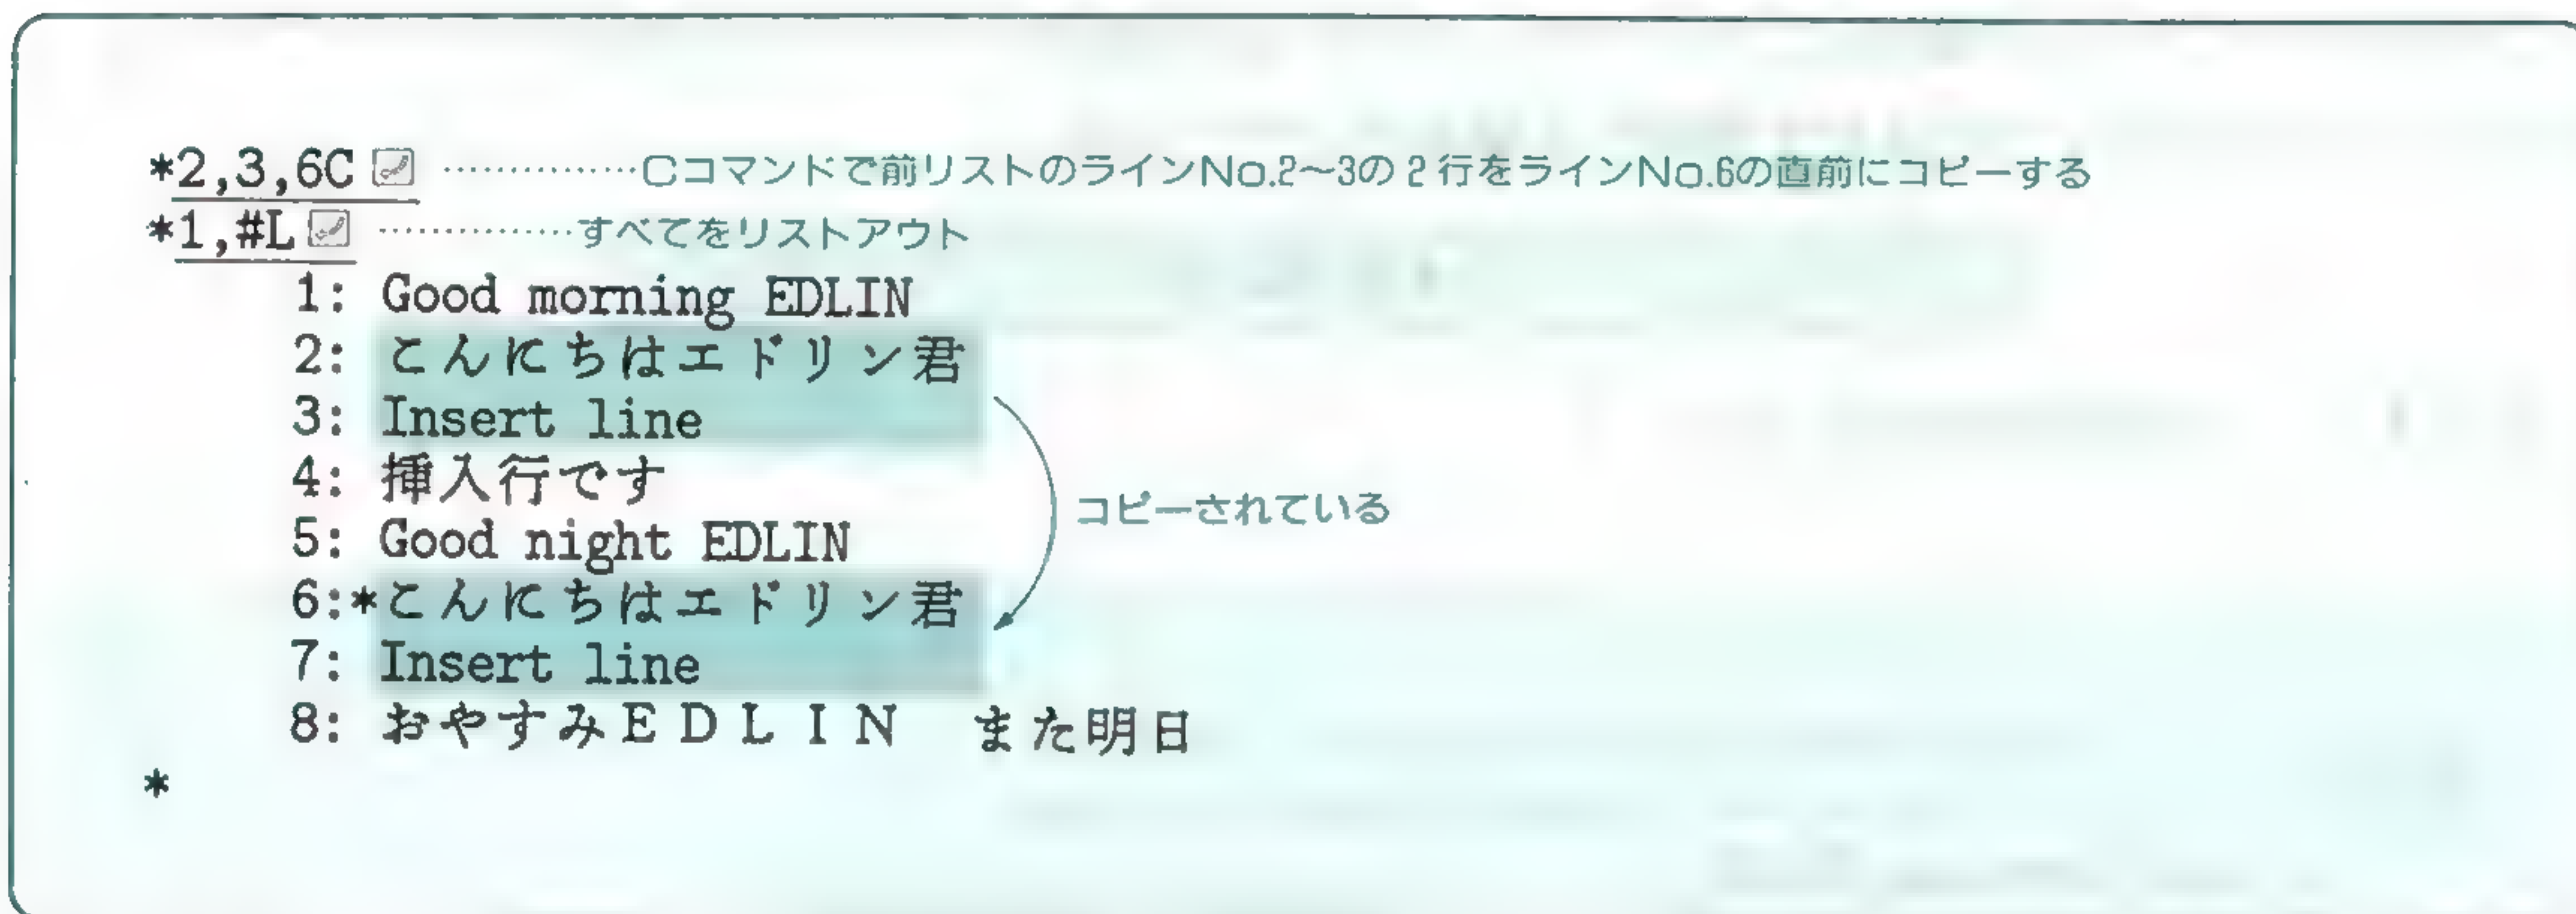 *2,3,6C ……………Cコマンドで前リストのラインNo.2〜3の2行をラインNo.6の直前にコピーする
*1,#L ……………すべてをリストアウト
1: Good morning EDLIN
2: こんにちはエドリン君
3: Insert line
4: 挿入行です
コピーされている
5: Good night EDLIN
6:*こんにちはエドリン君
7: Insert line
8: おやすみＥＤＬＩＮ　また明日
*